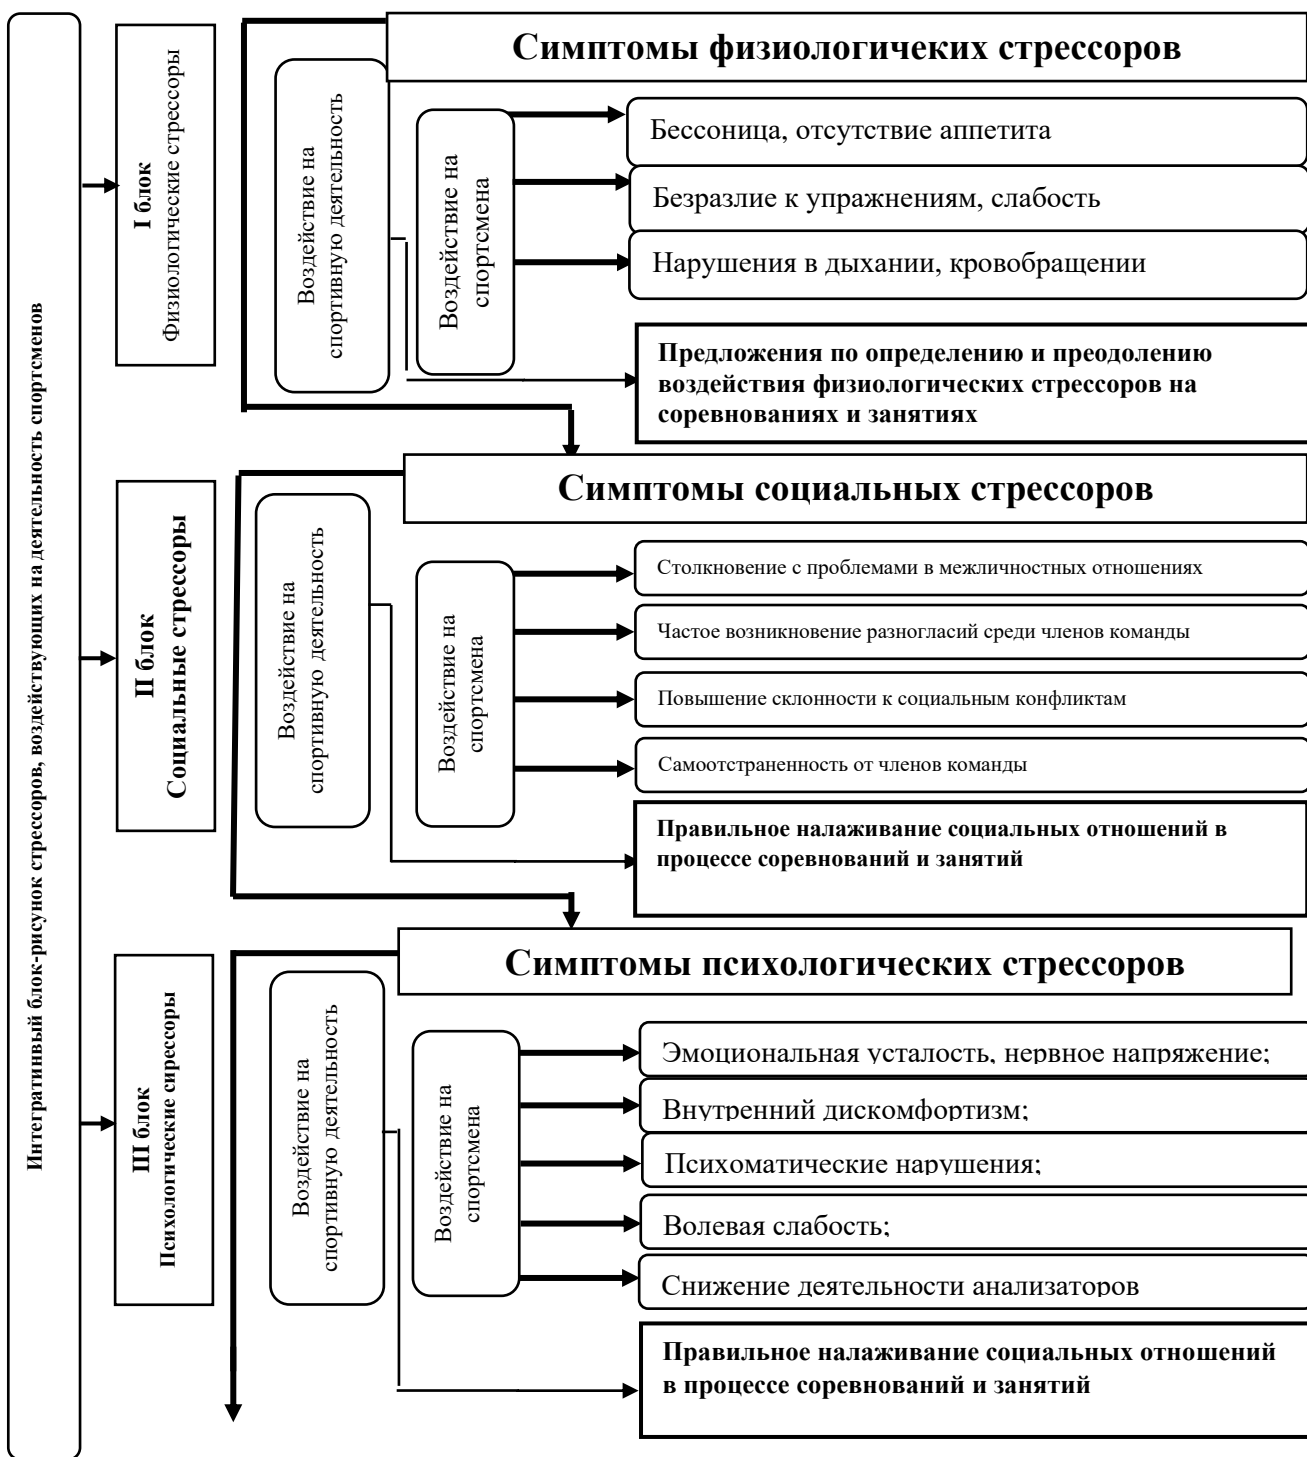 Интегратинвый блок-рисунок стрессоров, воздействующих на деятельность спортсменов
I блок
Физиологические стрессоры
Симптомы физиологичеких стрессоров
Воздействие на
спортивную деятельность
Воздействие на
спортсмена
Бессоница, отсутствие аппетита
Безразлие к упражнениям, слабость
Нарушения в дыхании, кровобращении
Предложения по определению и преодолению
воздействия физиологических стрессоров на
соревнованиях и занятиях
II блок
Социальные стрессоры
Симптомы социальных стрессоров
Воздействие на
спортивную деятельность
Воздействие на
спортсмена
Столкновение с проблемами в межличностных отношениях
Частое возникновение разногласий среди членов команды
Повышение склонности к социальным конфликтам
Самоотстраненность от членов команды
Правильное налаживание социальных отношений в
процессе соревнований и занятий
III блок
Психологические сирессоры
Симптомы психологических стрессоров
Воздействие на
спортивную деятельность
Воздействие на
спортсмена
Эмоциональная усталость, нервное напряжение;
Внутренний дискомфортизм;
Психоматические нарушения;
Волевая слабость;
Снижение деятельности анализаторов
Правильное налаживание социальных отношений
в процессе соревнований и занятий